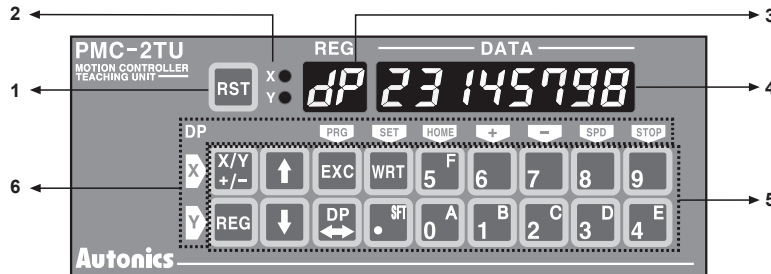 2 3
PMC-2TU REG DATA
MOTION CONTROLLER
TEACHING UNIT
1 RST X Y dP 23145798 4
DP PRG SET HOME + - SPD STOP
X X/Y +/- ↑ EXC WRT 5 F 6 7 8 9
6 5
Y REG ↓ DP ↔ • SFT 0 A 1 B 2 C 3 D 4 E
Autonics